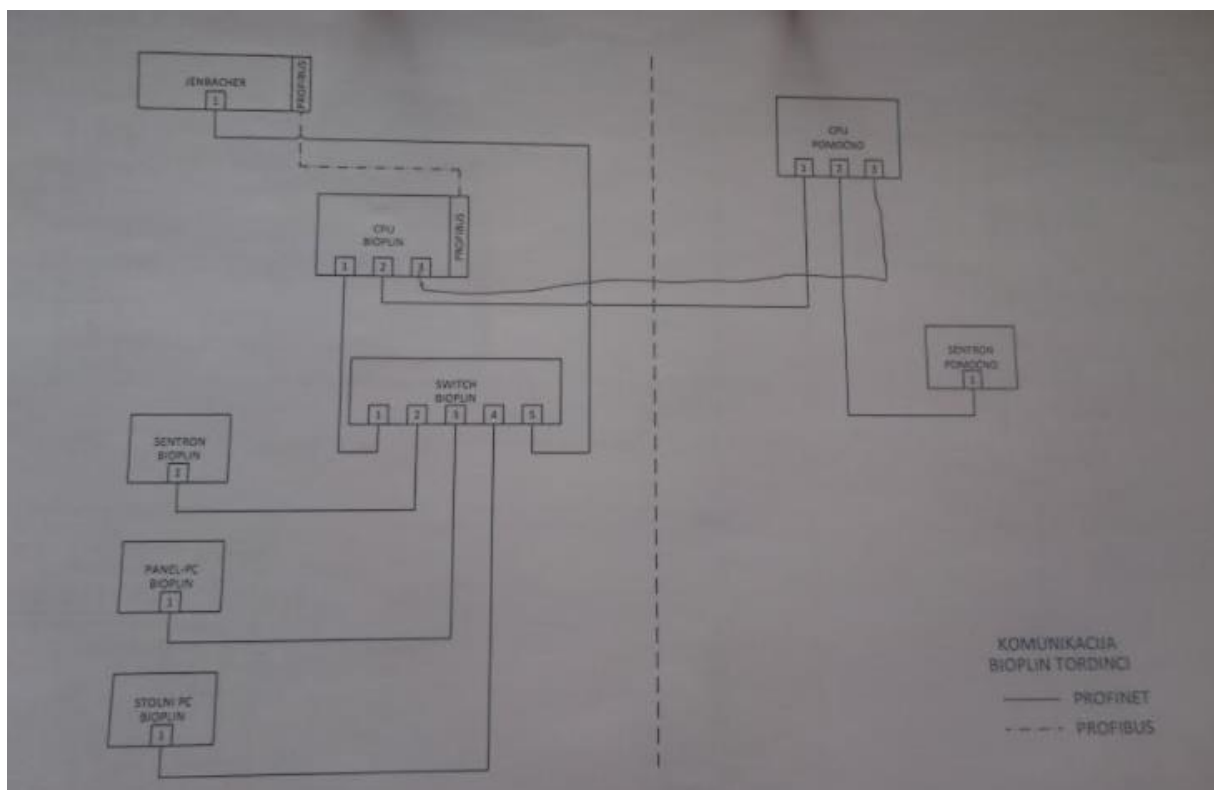 JENBACHER
1
PROFIBUS
CPU
POMOĆNO
1 2 3
CPU
BIOPLIN
1 2 3
PROFIBUS
SENTRON
POMOĆNO
1
SWITCH
BIOPLIN
1 2 3 4 5
SENTRON
BIOPLIN
1
PANEL-PC
BIOPLIN
1
STOLNI PC
BIOPLIN
1
KOMUNIKACIJA
BIOPLIN TORDINCI
PROFINET
PROFIBUS